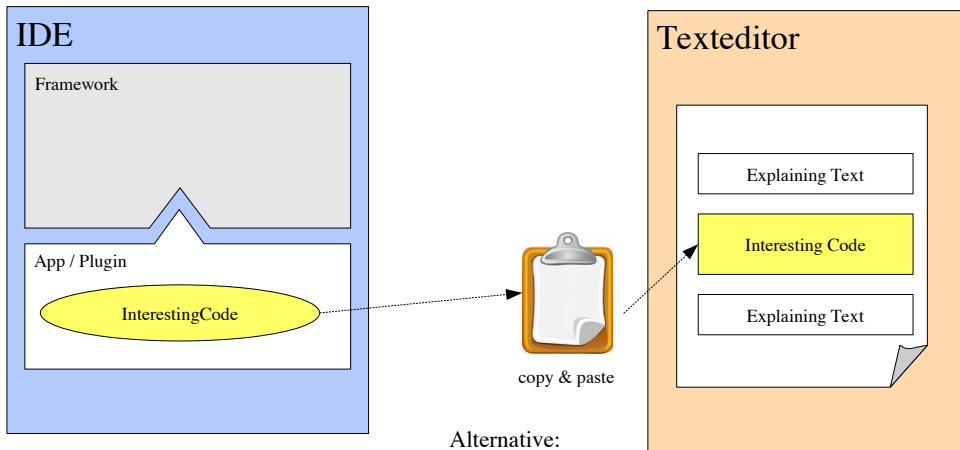 IDE
Framework
App / Plugin
InterestingCode
copy & paste
Alternative:
Texteditor
Explaining Text
Interesting Code
Explaining Text